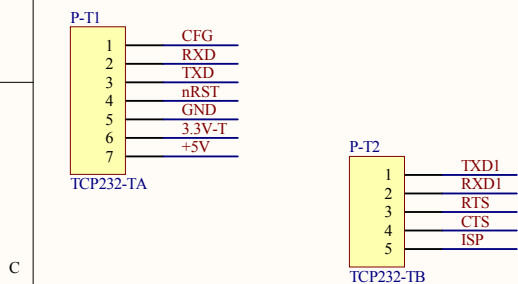 P-T1
1 CFG
2 RXD
3 TXD
4 nRST
5 GND
6 3.3V-T
7 +5V
TCP232-TA
P-T2
1 TXD1
2 RXD1
3 RTS
4 CTS
5 ISP
TCP232-TB
C